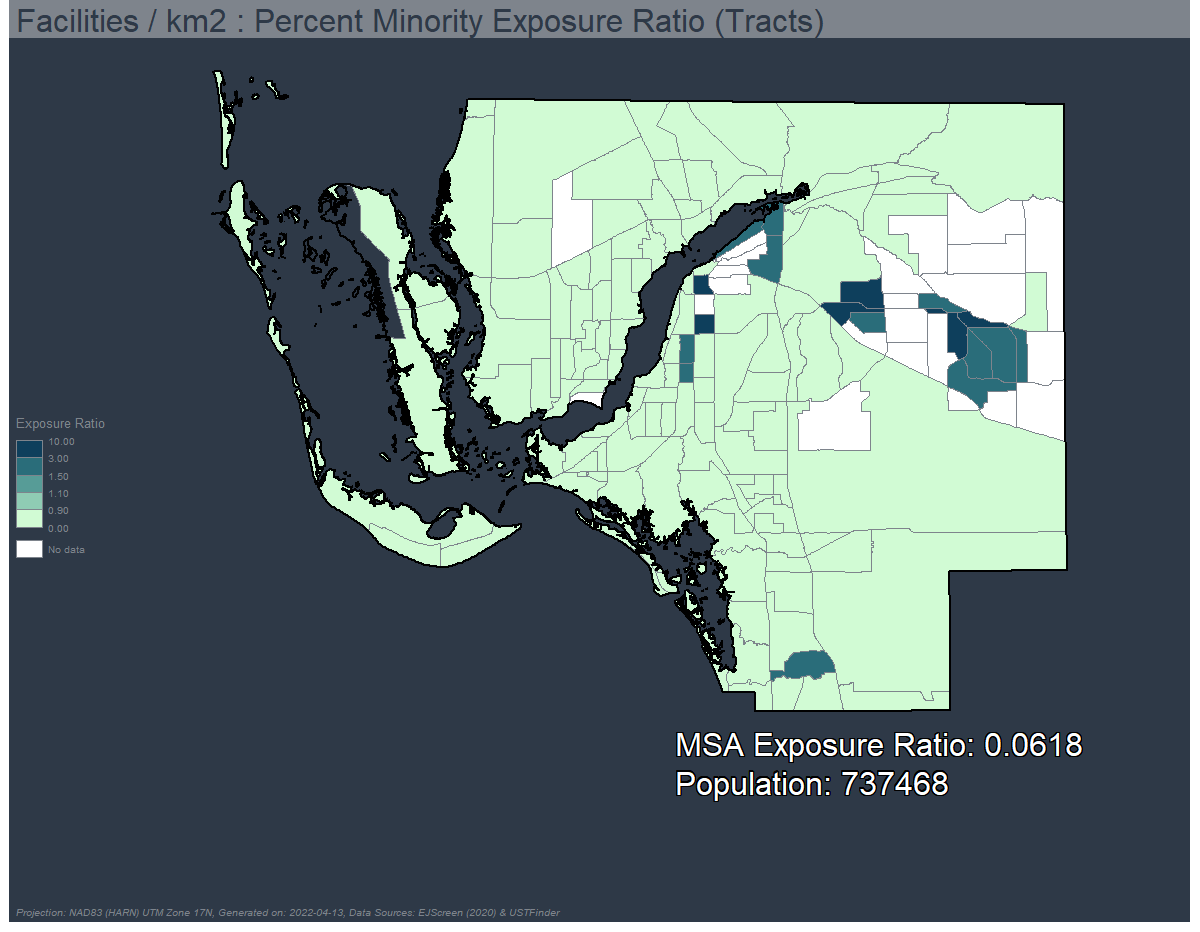 Facilities / km2 : Percent Minority Exposure Ratio (Tracts)
Exposure Ratio
10.00
3.00
1.50
1.10
0.90
0.00
No data
MSA Exposure Ratio: 0.0618
Population: 737468
Projection: NAD83 (HARN) UTM Zone 17N, Generated on: 2022-04-13, Data Sources: EJScreen (2020) & USTFinder